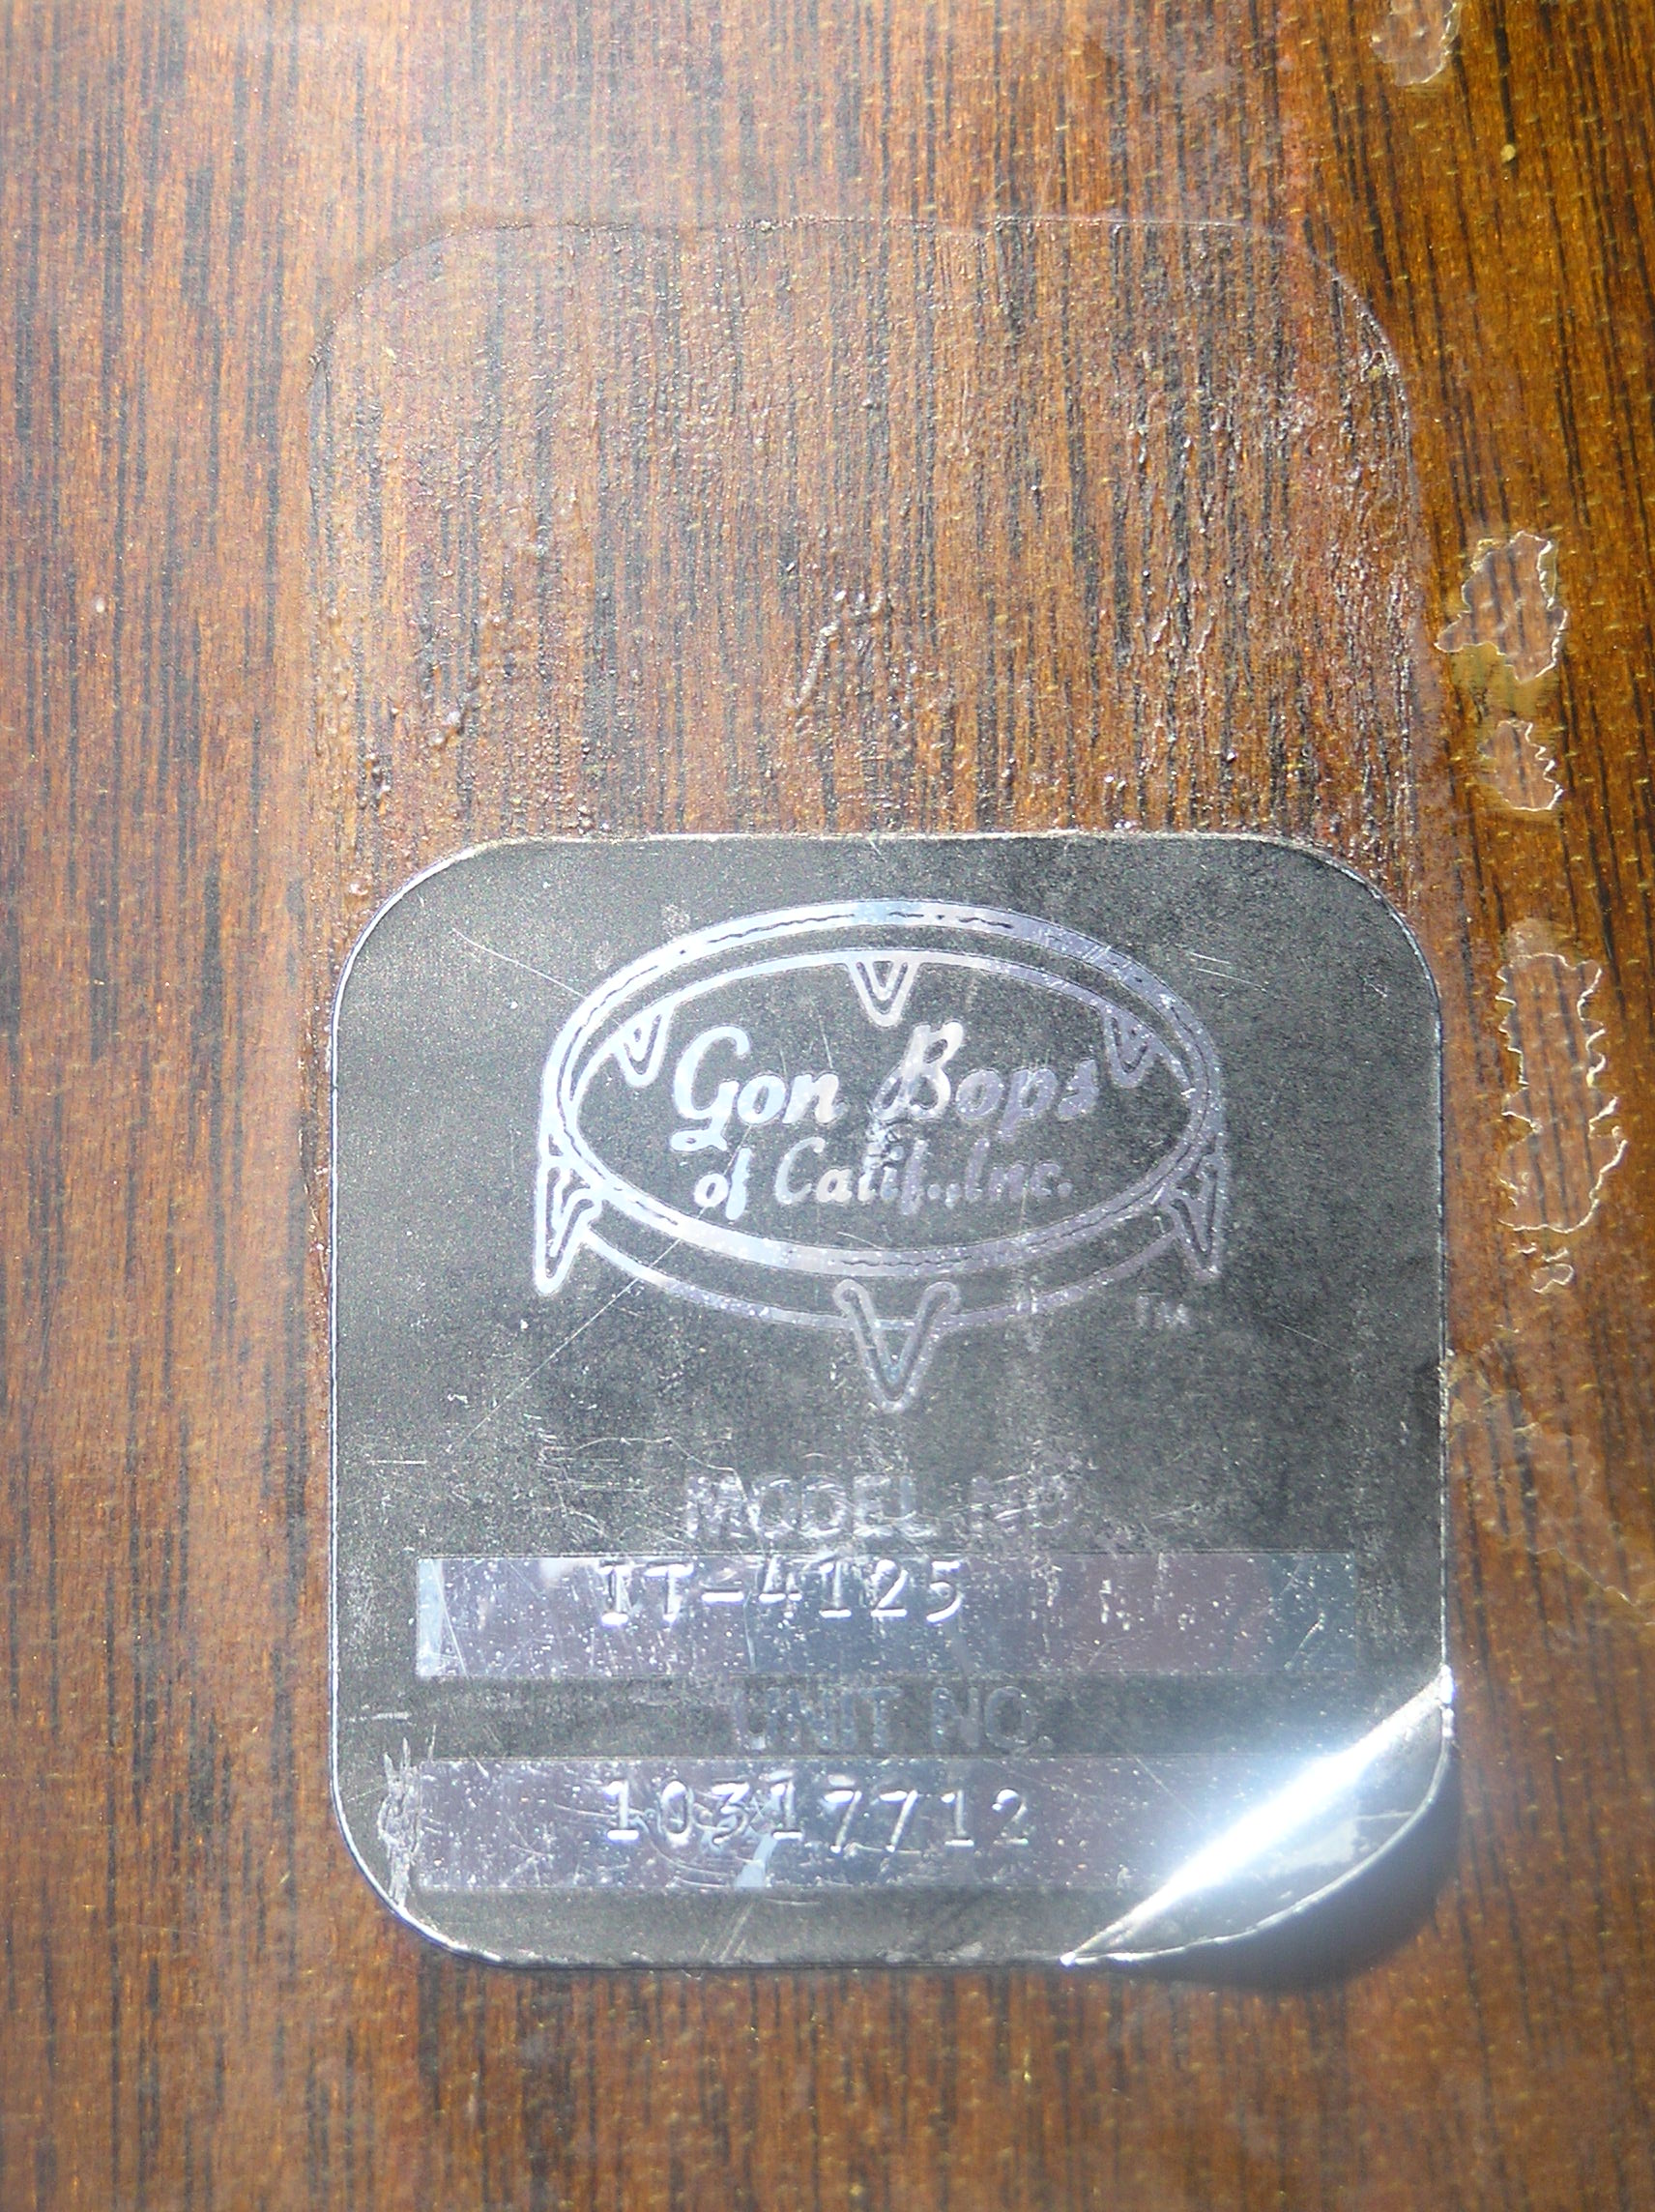 Gon Bops
of Calif., Inc.
TM
MODEL NO.
IT-4125
UNIT NO.
10317712